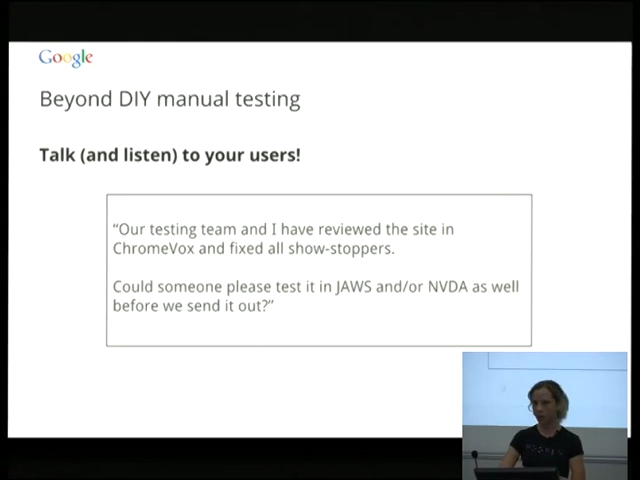 Google
Beyond DIY manual testing
Talk (and listen) to your users!
“Our testing team and I have reviewed the site in
ChromeVox and fixed all show-stoppers.
Could someone please test it in JAWS and/or NVDA as well
before we send it out?”